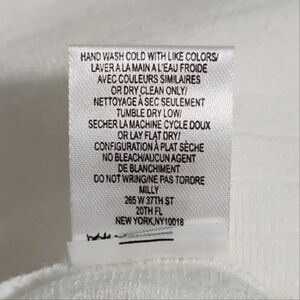 HAND WASH COLD WITH LIKE COLORS/
LAVER A LA MAIN A L'EAU FROIDE
AVEC COULEURS SIMILAIRES
OR DRY CLEAN ONLY/
NETTOYAGE À SEC SEULEMENT
TUMBLE DRY LOW/
SECHER LA MACHINE CYCLE DOUX
OR LAY FLAT DRY/
CONFIGURATION À PLAT SÈCHE
NO BLEACH/AUCUN AGENT
DE BLANCHIMENT
DO NOT WRING/NE PAS TORDRE
MILLY
265 W 37TH ST
20TH FL
NEW YORK,NY10018